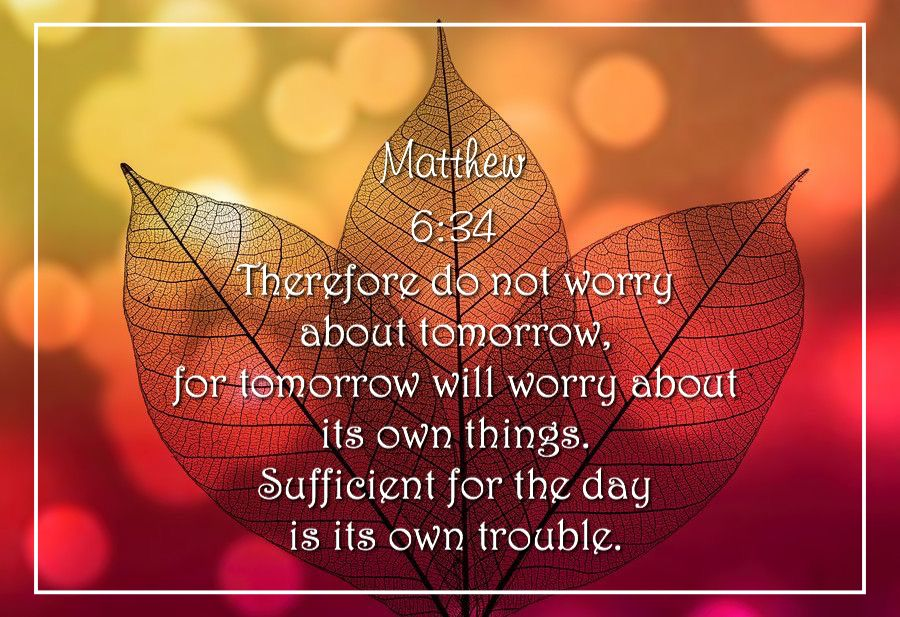 Matthew
6:34
Therefore do not worry
about tomorrow,
for tomorrow will worry about
its own things.
Sufficient for the day
is its own trouble.